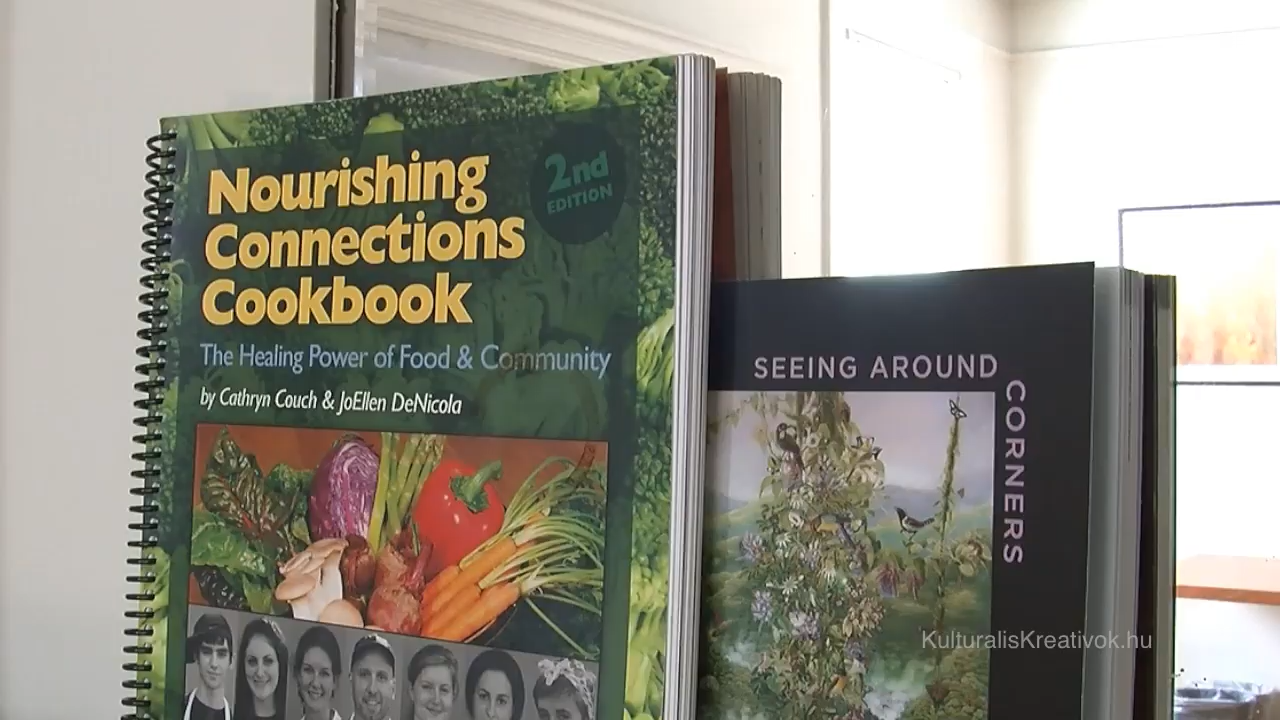 Nourishing
Connections
Cookbook
2nd
EDITION
The Healing Power of Food & Community
by Cathryn Couch & JoEllen DeNicola
SEEING AROUND
CORNERS
KulturalisKreativok.hu